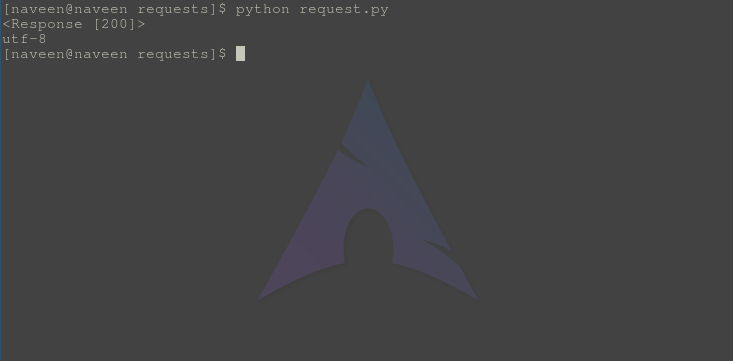 [naveen@naveen requests]$ python request.py
<Response [200]>
utf-8
[naveen@naveen requests]$